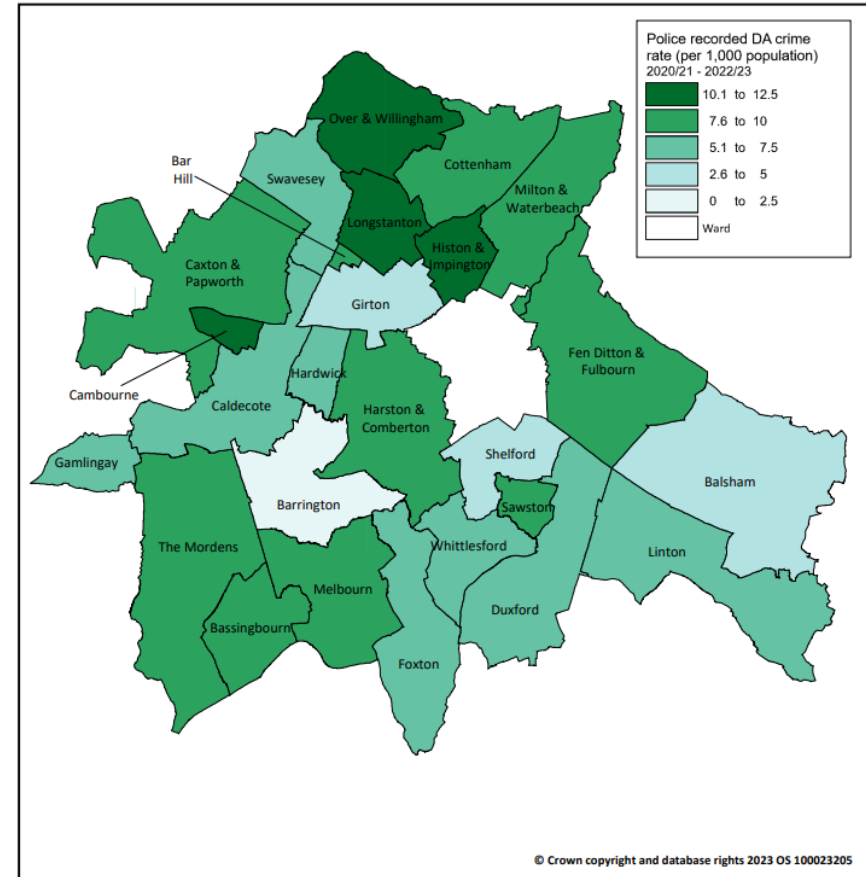 Police recorded DA crime
rate (per 1,000 population)
2020/21 - 2022/23
10.1 to 12.5
7.6 to 10
5.1 to 7.5
2.6 to 5
0 to 2.5
Ward
Over & Willingham
Cottenham
Bar
Hill
Swavesey
Milton &
Waterbeach
Longstanton
Histon &
Impington
Caxton &
Papworth
Girton
Fen Ditton &
Fulbourn
Hardwick
Cambourne
Caldecote
Harston &
Comberton
Shelford
Gamlingay
Balsham
Barrington
Sawston
The Mordens
Whittlesford
Linton
Melbourn
Duxford
Bassingbourn
Foxton
© Crown copyright and database rights 2023 OS 100023205